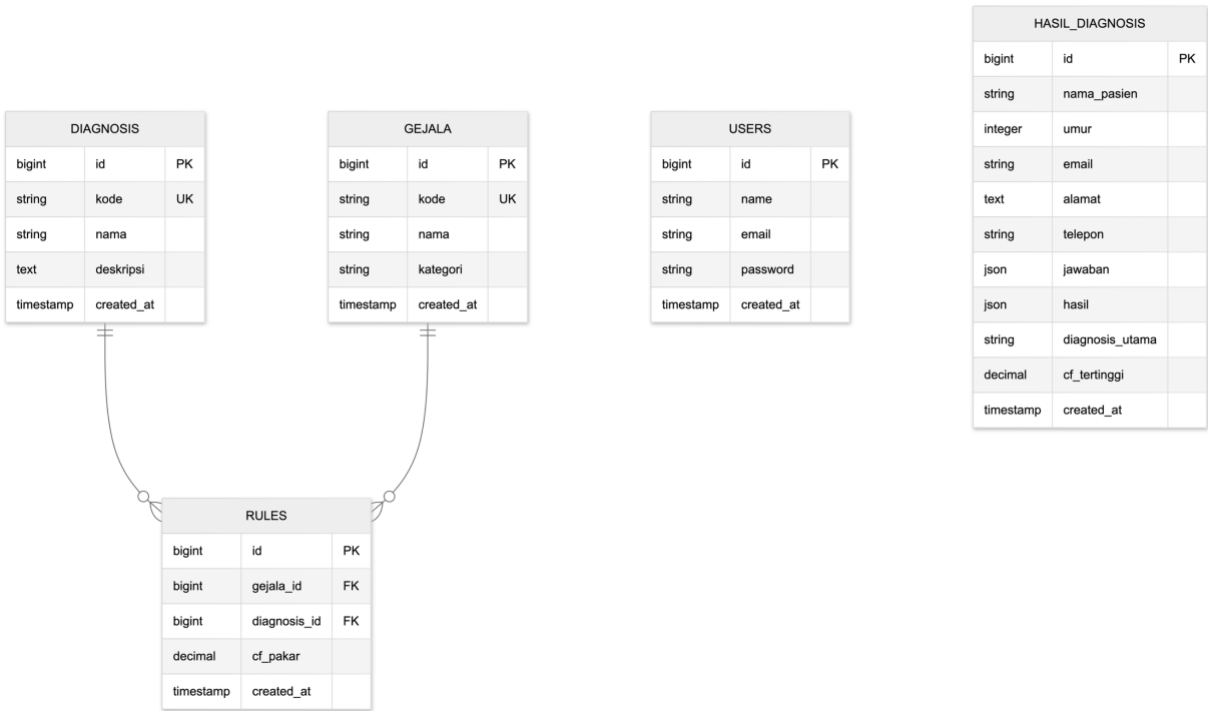 DIAGNOSIS
bigint id PK
string kode UK
string nama
text deskripsi
timestamp created_at
GEJALA
bigint id PK
string kode UK
string nama
string kategori
timestamp created_at
USERS
bigint id PK
string name
string email
string password
timestamp created_at
HASIL_DIAGNOSIS
bigint id PK
string nama_pasien
integer umur
string email
text alamat
string telepon
json jawaban
json hasil
string diagnosis_utama
decimal cf_tertinggi
timestamp created_at
RULES
bigint id PK
bigint gejala_id FK
bigint diagnosis_id FK
decimal cf_pakar
timestamp created_at